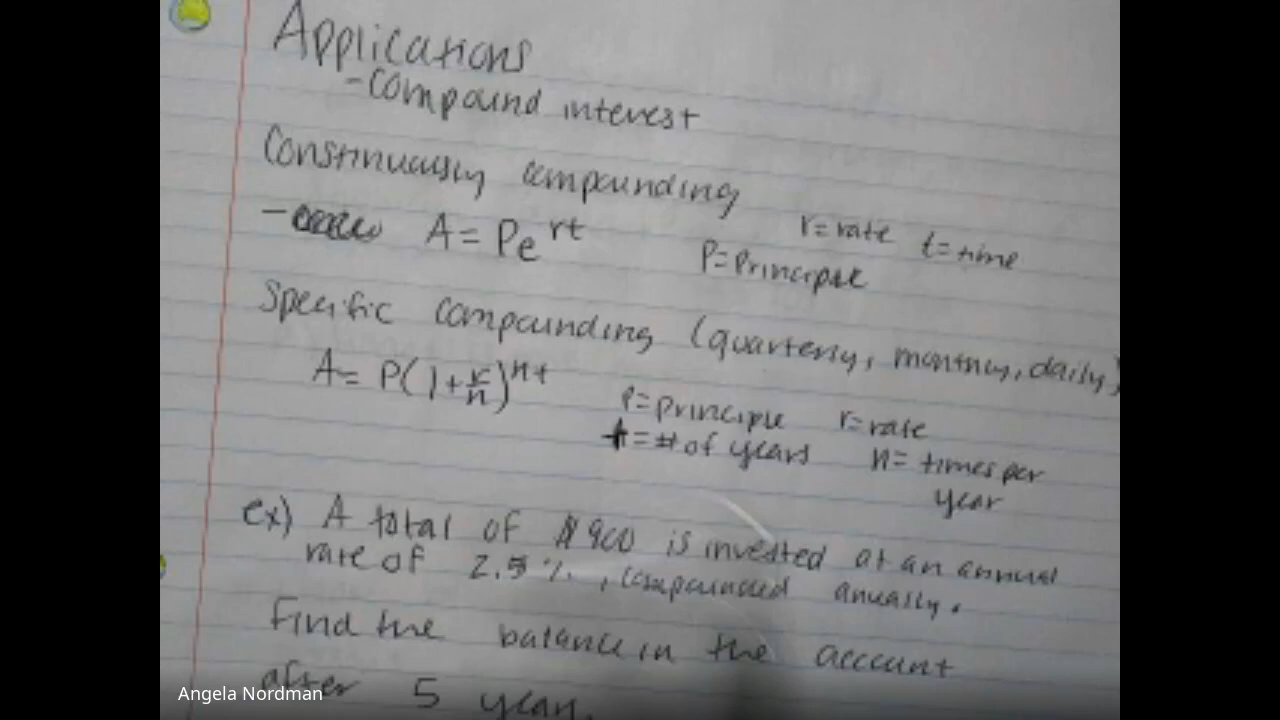 Applications
- Compound interest
Continuously compounding
- A = Pe^rt r = rate t = time
P = Principle
Specific compounding (quarterly, monthly, daily)
A = P(1 + r/n)^nt
P = principle r = rate
t = # of years n = times per year
ex) A total of $900 is invested at an annual
rate of 2.5%, compounded anually.
Find the balance in the account
after 5 years.
Angela Nordman